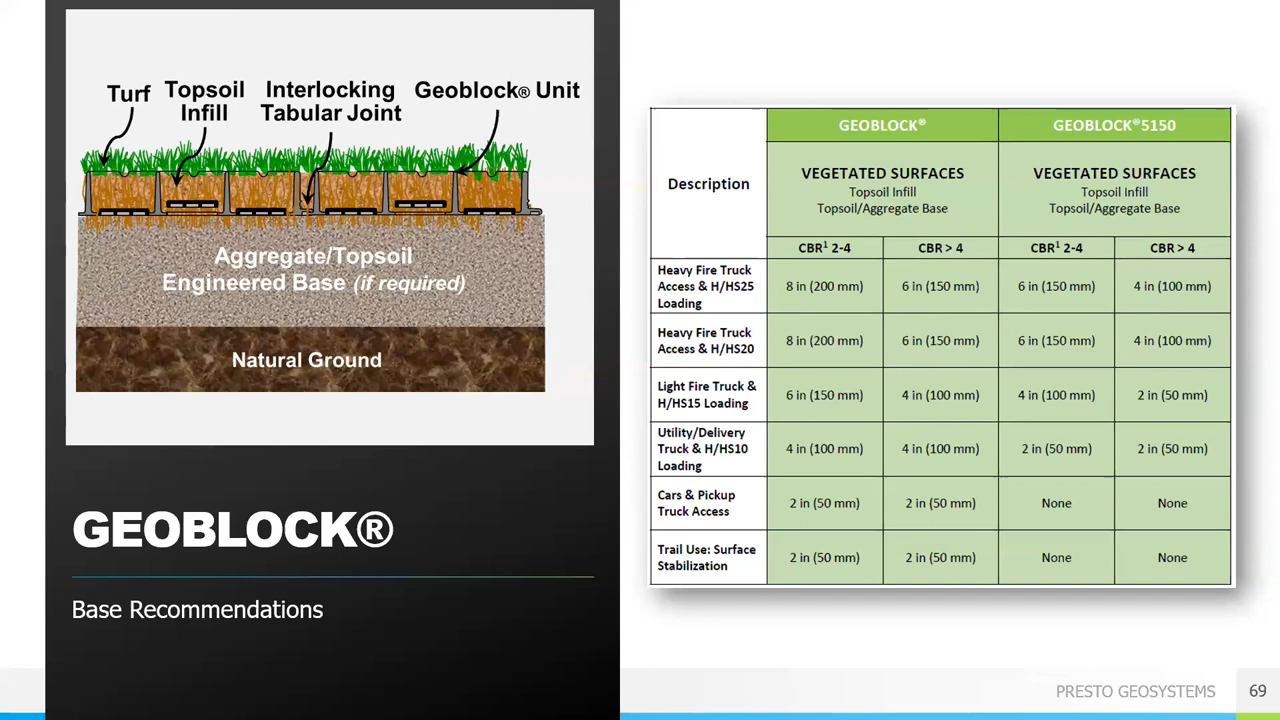 Turf
Topsoil
Infill
Interlocking
Tabular Joint
Geoblock® Unit
Aggregate/Topsoil
Engineered Base (if required)
Natural Ground
GEOBLOCK®
Base Recommendations
Description
GEOBLOCK®
GEOBLOCK®5150
VEGETATED SURFACES
Topsoil Infill
Topsoil/Aggregate Base
VEGETATED SURFACES
Topsoil Infill
Topsoil/Aggregate Base
CBR¹ 2-4
CBR > 4
CBR¹ 2-4
CBR > 4
Heavy Fire Truck
Access & H/HS25
Loading
8 in (200 mm)
6 in (150 mm)
6 in (150 mm)
4 in (100 mm)
Heavy Fire Truck
Access & H/HS20
8 in (200 mm)
6 in (150 mm)
6 in (150 mm)
4 in (100 mm)
Light Fire Truck &
H/HS15 Loading
6 in (150 mm)
4 in (100 mm)
4 in (100 mm)
2 in (50 mm)
Utility/Delivery
Truck & H/HS10
Loading
4 in (100 mm)
4 in (100 mm)
2 in (50 mm)
2 in (50 mm)
Cars & Pickup
Truck Access
2 in (50 mm)
2 in (50 mm)
None
None
Trail Use: Surface
Stabilization
2 in (50 mm)
2 in (50 mm)
None
None
PRESTO GEOSYSTEMS
69